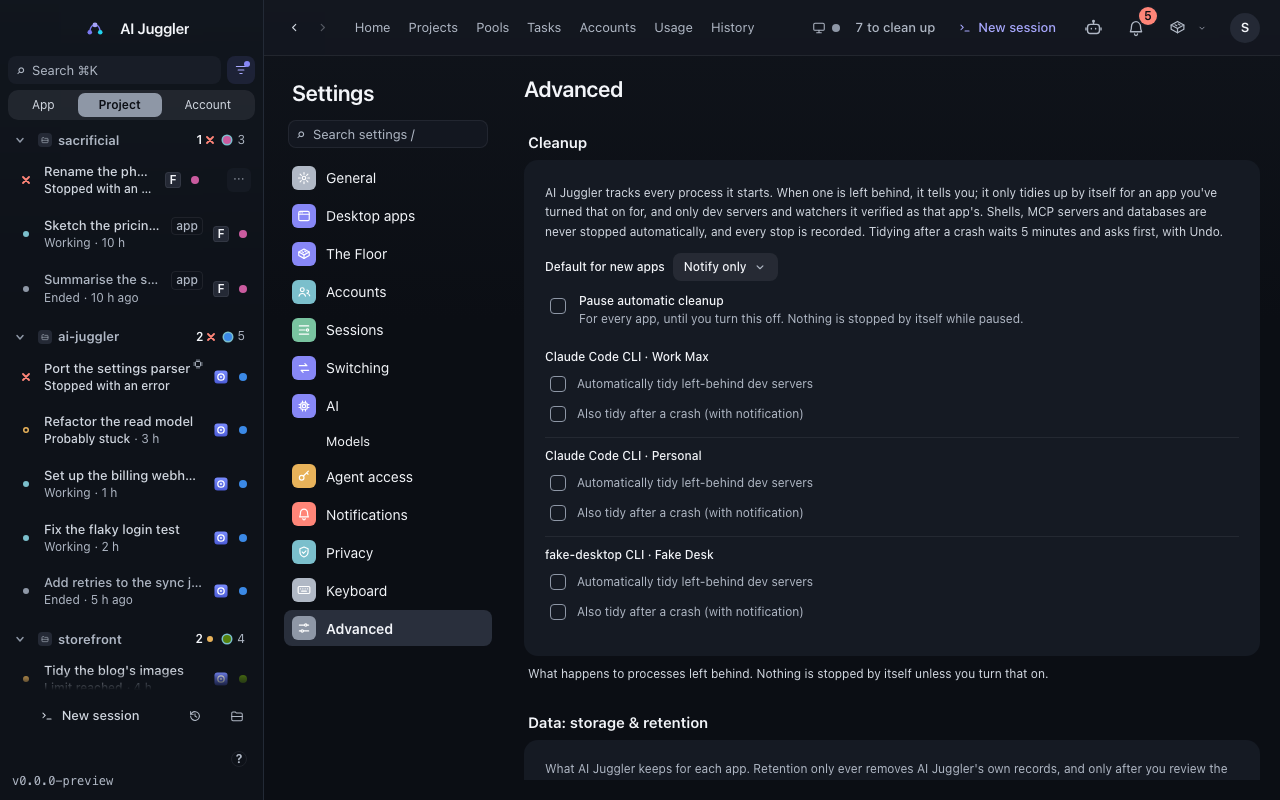 AI Juggler
Search ⌘K
App Project Account
sacrificial 1 3
Rename the ph...
Stopped with an ... F
Sketch the pricin... app
Working · 10 h F
Summarise the s... app
Ended · 10 h ago F
ai-juggler 2 5
Port the settings parser
Stopped with an error
Refactor the read model
Probably stuck · 3 h
Set up the billing webh...
Working · 1 h
Fix the flaky login test
Working · 2 h
Add retries to the sync j...
Ended · 5 h ago
storefront 2 4
Tidy the blog's images
Limit reached · 4 h
New session
?
v0.0.0-preview
Home Projects Pools Tasks Accounts Usage History 7 to clean up New session 5 S
Settings
Search settings /
General
Desktop apps
The Floor
Accounts
Sessions
Switching
AI
Models
Agent access
Notifications
Privacy
Keyboard
Advanced
Advanced
Cleanup
AI Juggler tracks every process it starts. When one is left behind, it tells you; it only tidies up by itself for an app you've
turned that on for, and only dev servers and watchers it verified as that app's. Shells, MCP servers and databases are
never stopped automatically, and every stop is recorded. Tidying after a crash waits 5 minutes and asks first, with Undo.
Default for new apps Notify only
Pause automatic cleanup
For every app, until you turn this off. Nothing is stopped by itself while paused.
Claude Code CLI · Work Max
Automatically tidy left-behind dev servers
Also tidy after a crash (with notification)
Claude Code CLI · Personal
Automatically tidy left-behind dev servers
Also tidy after a crash (with notification)
fake-desktop CLI · Fake Desk
Automatically tidy left-behind dev servers
Also tidy after a crash (with notification)
What happens to processes left behind. Nothing is stopped by itself unless you turn that on.
Data: storage & retention
What AI Juggler keeps for each app. Retention only ever removes AI Juggler's own records, and only after you review the